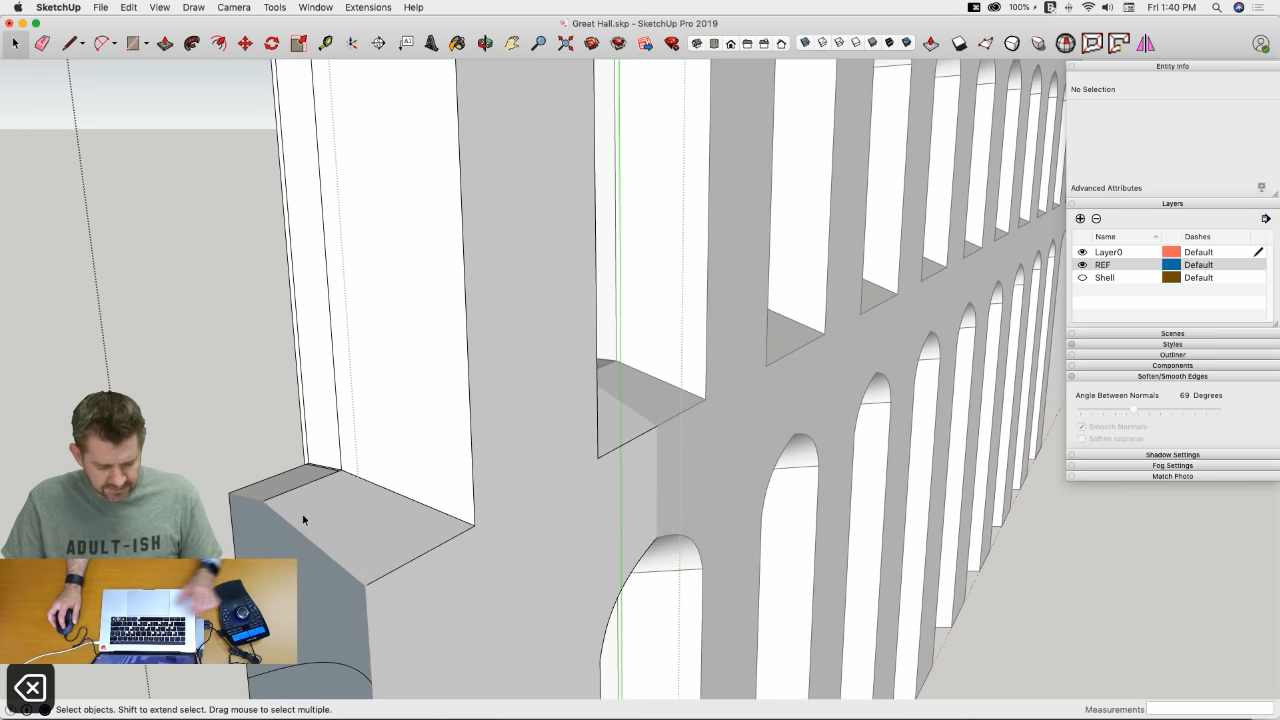 SketchUp File Edit View Draw Camera Tools Window Extensions Help
100% Fri 1:40 PM
Great Hall.skp - SketchUp Pro 2019
Entity Info
No Selection
Advanced Attributes
Layers
Name Dashes
Layer0 Default
REF Default
Shell Default
Scenes
Styles
Outliner
Components
Soften/Smooth Edges
Angle Between Normals 69 Degrees
Smooth Normals
Soften coplanar
Shadow Settings
Fog Settings
Match Photo
ADULT-ISH
Select objects. Shift to extend select. Drag mouse to select multiple.
Measurements